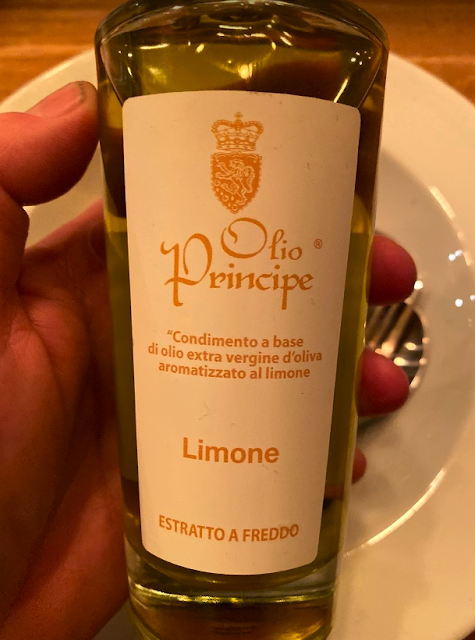 Olio ®
Principe
"Condimento a base
di olio extra vergine d'oliva
aromatizzato al limone
Limone
ESTRATTO A FREDDO